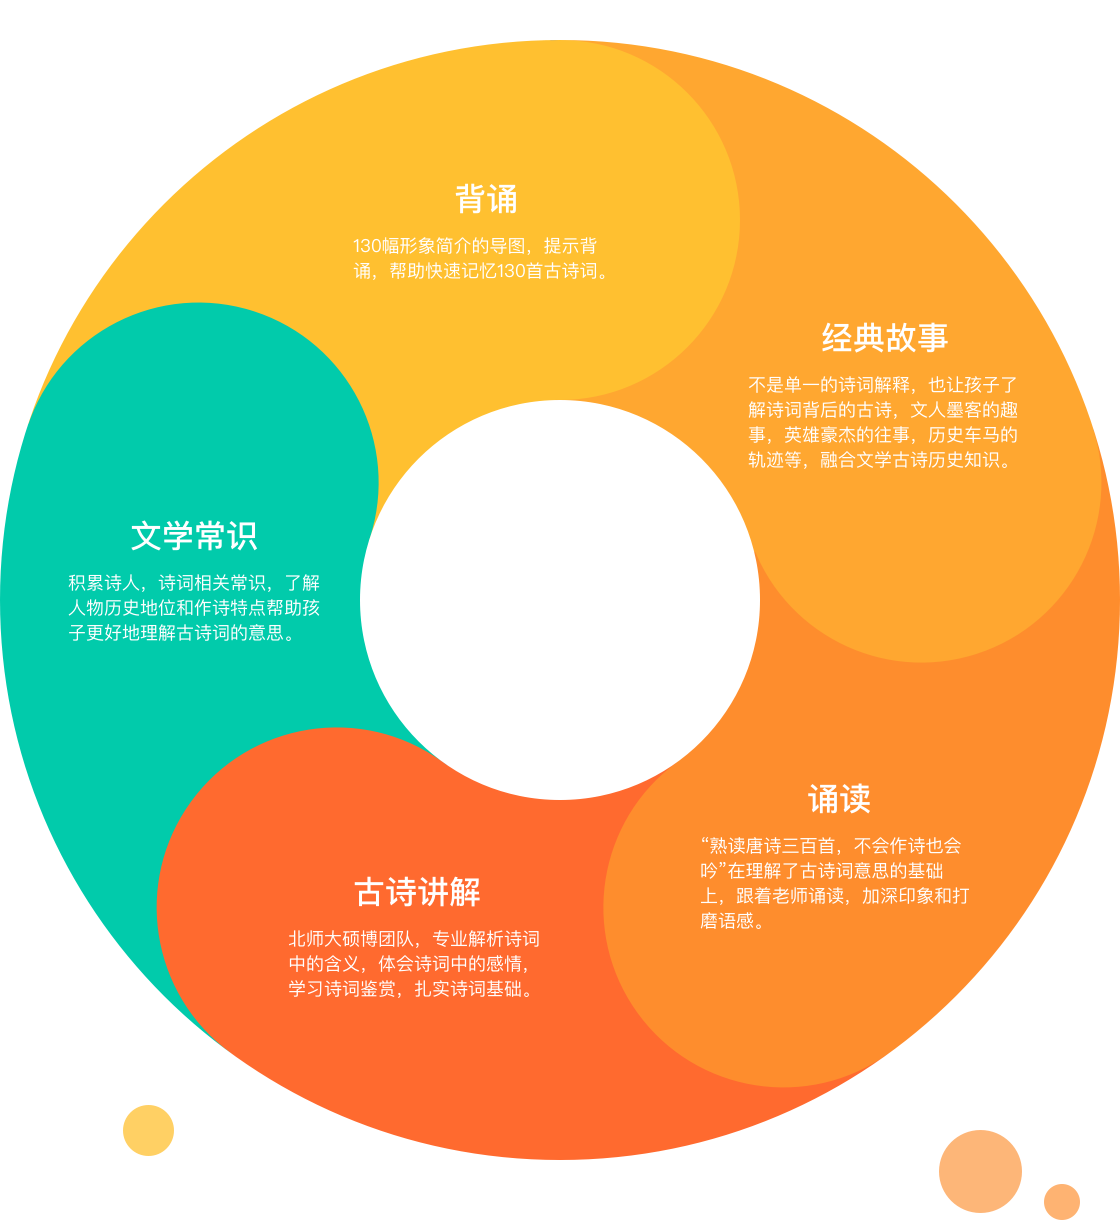 背诵
130幅形象简介的导图，提示背
诵，帮助快速记忆130首古诗词。
经典故事
不是单一的诗词解释，也让孩子了
解诗词背后的古诗，文人墨客的趣
事，英雄豪杰的往事，历史车马的
轨迹等，融合文学古诗历史知识。
文学常识
积累诗人，诗词相关常识，了解
人物历史地位和作诗特点帮助孩
子更好地理解古诗词的意思。
诵读
“熟读唐诗三百首，不会作诗也会
吟”在理解了古诗词意思的基础
上，跟着老师诵读，加深印象和打
磨语感。
古诗讲解
北师大硕博团队，专业解析诗词
中的含义，体会诗词中的感情，
学习诗词鉴赏，扎实诗词基础。